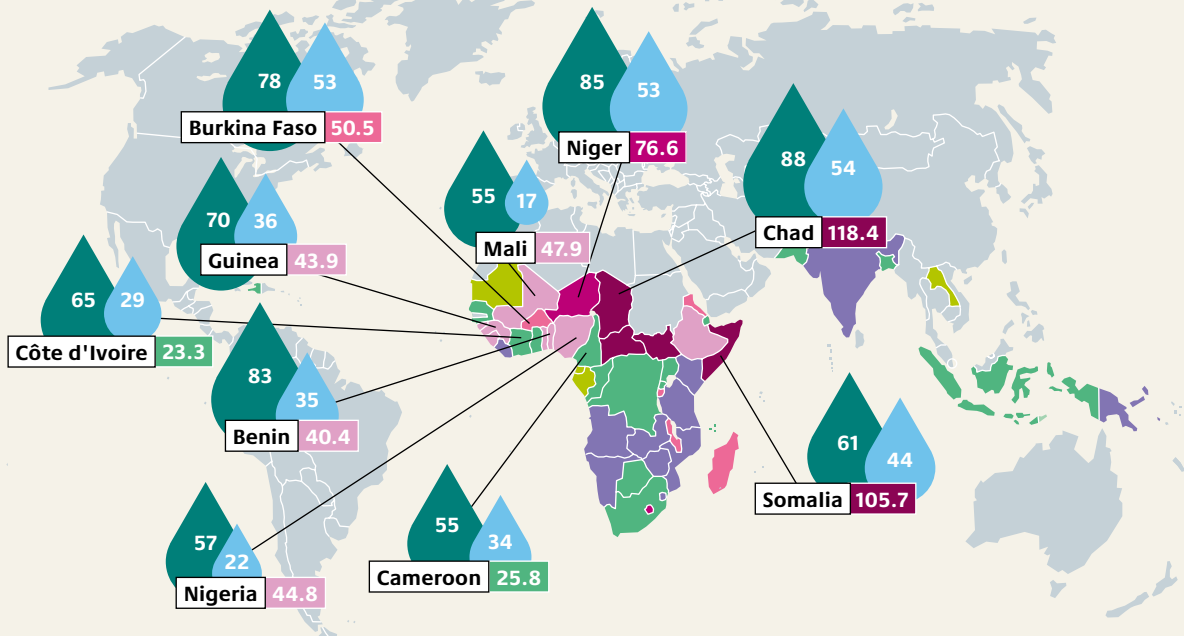 78 53
Burkina Faso 50.5
85 53
Niger 76.6
88 54
Chad 118.4
55 17
Mali 47.9
70 36
Guinea 43.9
65 29
Côte d'Ivoire 23.3
83 35
Benin 40.4
61 44
Somalia 105.7
57 22
Nigeria 44.8
55 34
Cameroon 25.8